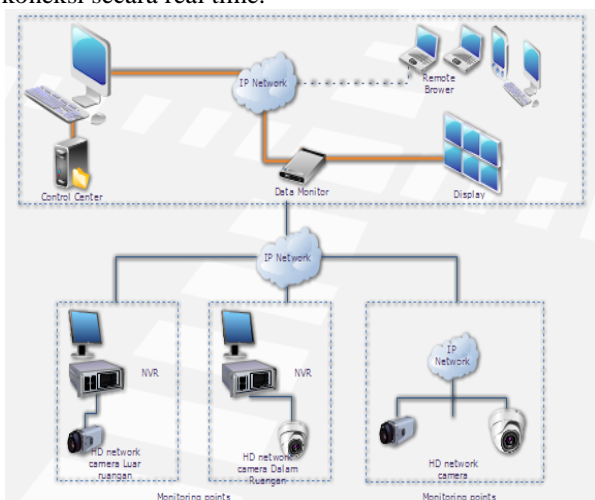 koneksi secara real time.
IP Network
Remote
Brower
Control Center
Data Monitor
Display
IP Network
NVR
HD network
camera Luar
ruangan
NVR
HD network
camera Dalam
Ruangan
IP
Network
HD network
camera
Monitoring points
Monitoring points